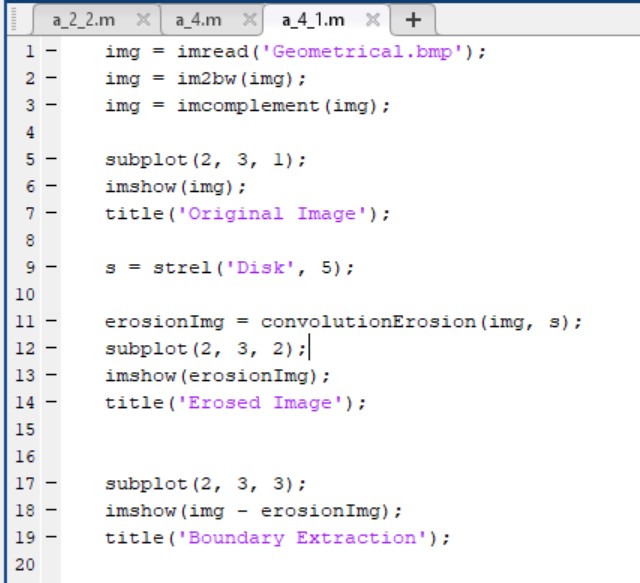 a_2_2.m × a_4.m × a_4_1.m × +
1 – img = imread('Geometrical.bmp');
2 – img = im2bw(img);
3 – img = imcomplement(img);
4
5 – subplot(2, 3, 1);
6 – imshow(img);
7 – title('Original Image');
8
9 – s = strel('Disk', 5);
10
11 – erosionImg = convolutionErosion(img, s);
12 – subplot(2, 3, 2);
13 – imshow(erosionImg);
14 – title('Erosed Image');
15
16
17 – subplot(2, 3, 3);
18 – imshow(img - erosionImg);
19 – title('Boundary Extraction');
20